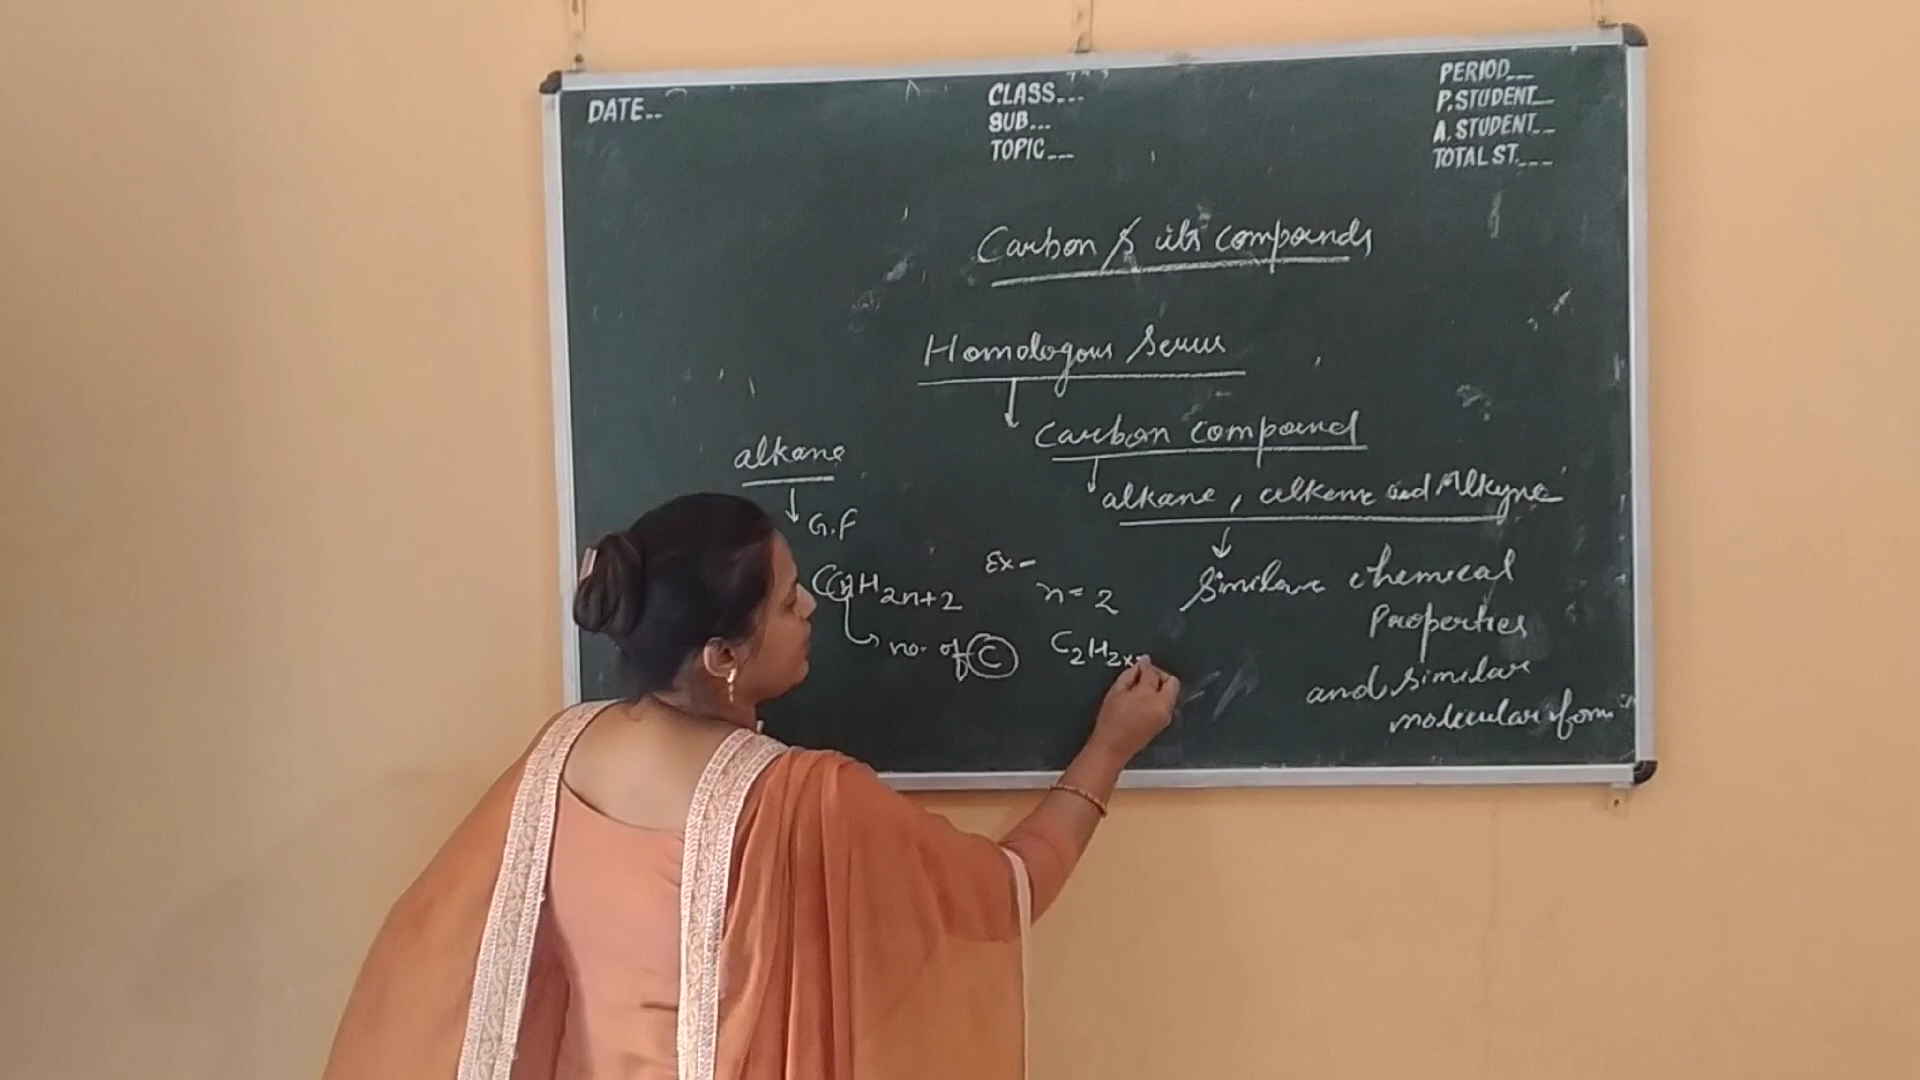 DATE..
CLASS...
SUB...
TOPIC...
PERIOD...
P.STUDENT...
A.STUDENT...
TOTAL ST....
Carbon & its compounds
Homologous Series
Carbon compound
alkane, alkene and Alkyne
Similar chemical
Properties
and similar
molecular form
alkane
G.F
CnH2n+2
no. of C
Ex-
n=2
C2H2x